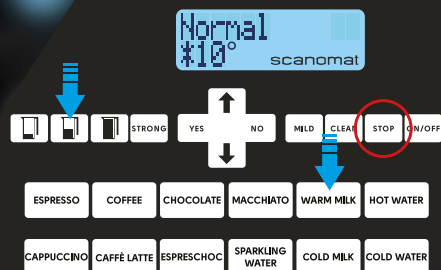 Normal
*10°
scanomat
STRONG YES NO MILD CLEAN STOP ON/OFF
ESPRESSO COFFEE CHOCOLATE MACCHIATO WARM MILK HOT WATER
CAPPUCCINO CAFFÉ LATTE ESPRESCHOC SPARKLING WATER COLD MILK COLD WATER